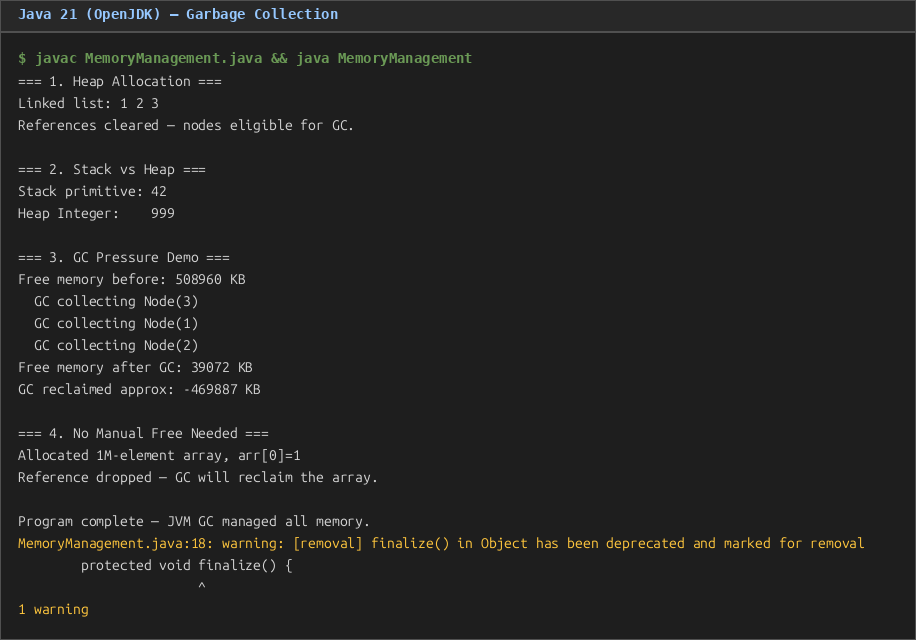 Java 21 (OpenJDK) — Garbage Collection
$ javac MemoryManagement.java && java MemoryManagement
=== 1. Heap Allocation ===
Linked list: 1 2 3
References cleared — nodes eligible for GC.
=== 2. Stack vs Heap ===
Stack primitive: 42
Heap Integer:    999
=== 3. GC Pressure Demo ===
Free memory before: 508960 KB
  GC collecting Node(3)
  GC collecting Node(1)
  GC collecting Node(2)
Free memory after GC: 39072 KB
GC reclaimed approx: -469887 KB
=== 4. No Manual Free Needed ===
Allocated 1M-element array, arr[0]=1
Reference dropped — GC will reclaim the array.
Program complete — JVM GC managed all memory.
MemoryManagement.java:18: warning: [removal] finalize() in Object has been deprecated and marked for removal
        protected void finalize() {
                       ^
1 warning